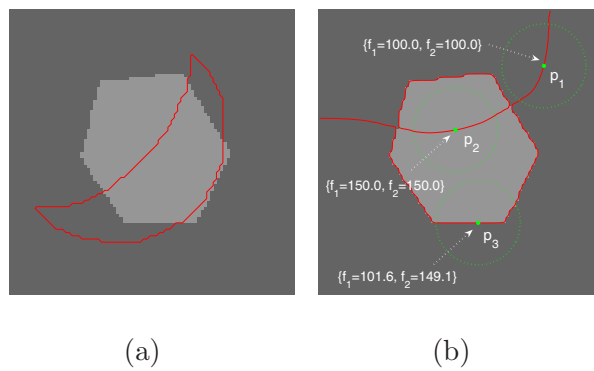 {f1=100.0, f2=100.0}
p1
p2
{f1=150.0, f2=150.0}
p3
{f1=101.6, f2=149.1}
(a) (b)